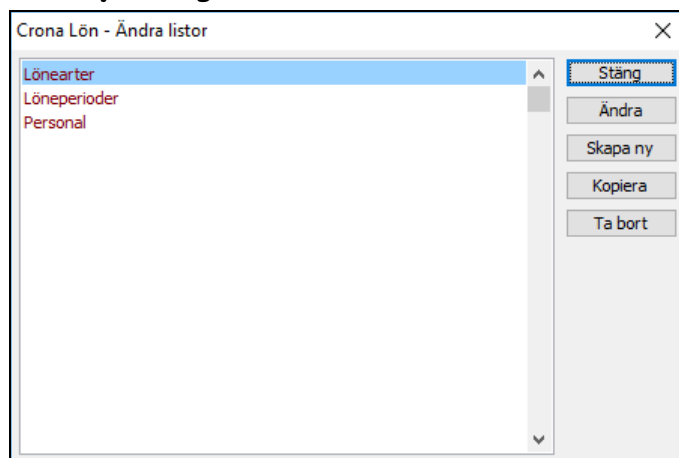 Crona Lön - Ändra listor
Lönearter
Löneperioder
Personal
Stäng
Ändra
Skapa ny
Kopiera
Ta bort